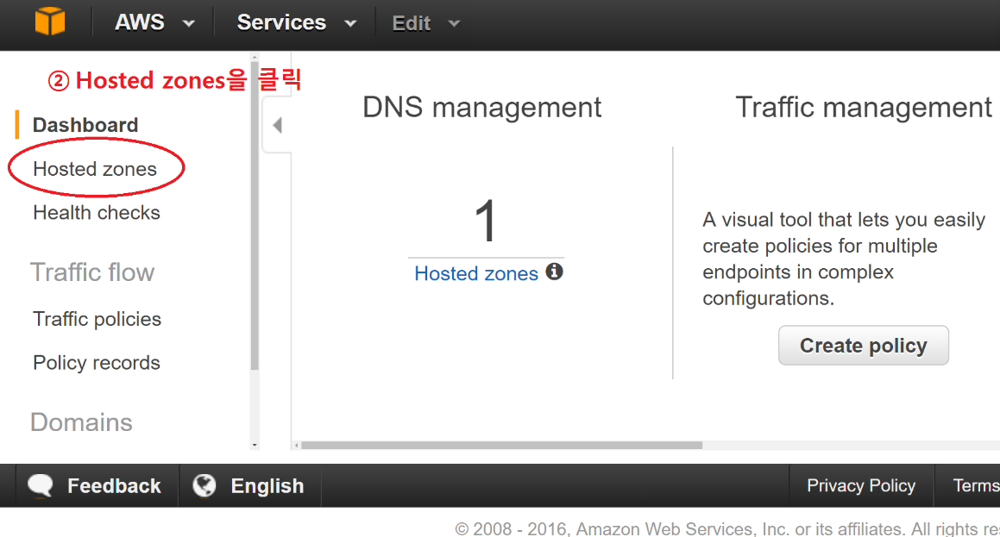 AWS Services Edit
② Hosted zones을 클릭
Dashboard
Hosted zones
Health checks
Traffic flow
Traffic policies
Policy records
Domains
DNS management
1
Hosted zones
Traffic management
A visual tool that lets you easily
create policies for multiple
endpoints in complex
configurations.
Create policy
Feedback English Privacy Policy Terms
© 2008 - 2016, Amazon Web Services, Inc. or its affiliates. All rights